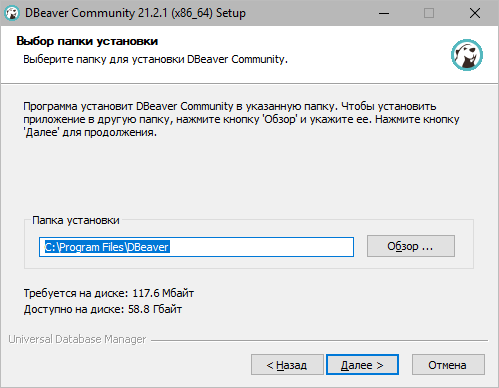 DBeaver Community 21.2.1 (x86_64) Setup
Выбор папки установки
Выберите папку для установки DBeaver Community.
Программа установит DBeaver Community в указанную папку. Чтобы установить
приложение в другую папку, нажмите кнопку 'Обзор' и укажите ее. Нажмите кнопку
'Далее' для продолжения.
Папка установки
C:\Program Files\DBeaver
Обзор ...
Требуется на диске: 117.6 Мбайт
Доступно на диске: 58.8 Гбайт
Universal Database Manager
< Назад
Далее >
Отмена